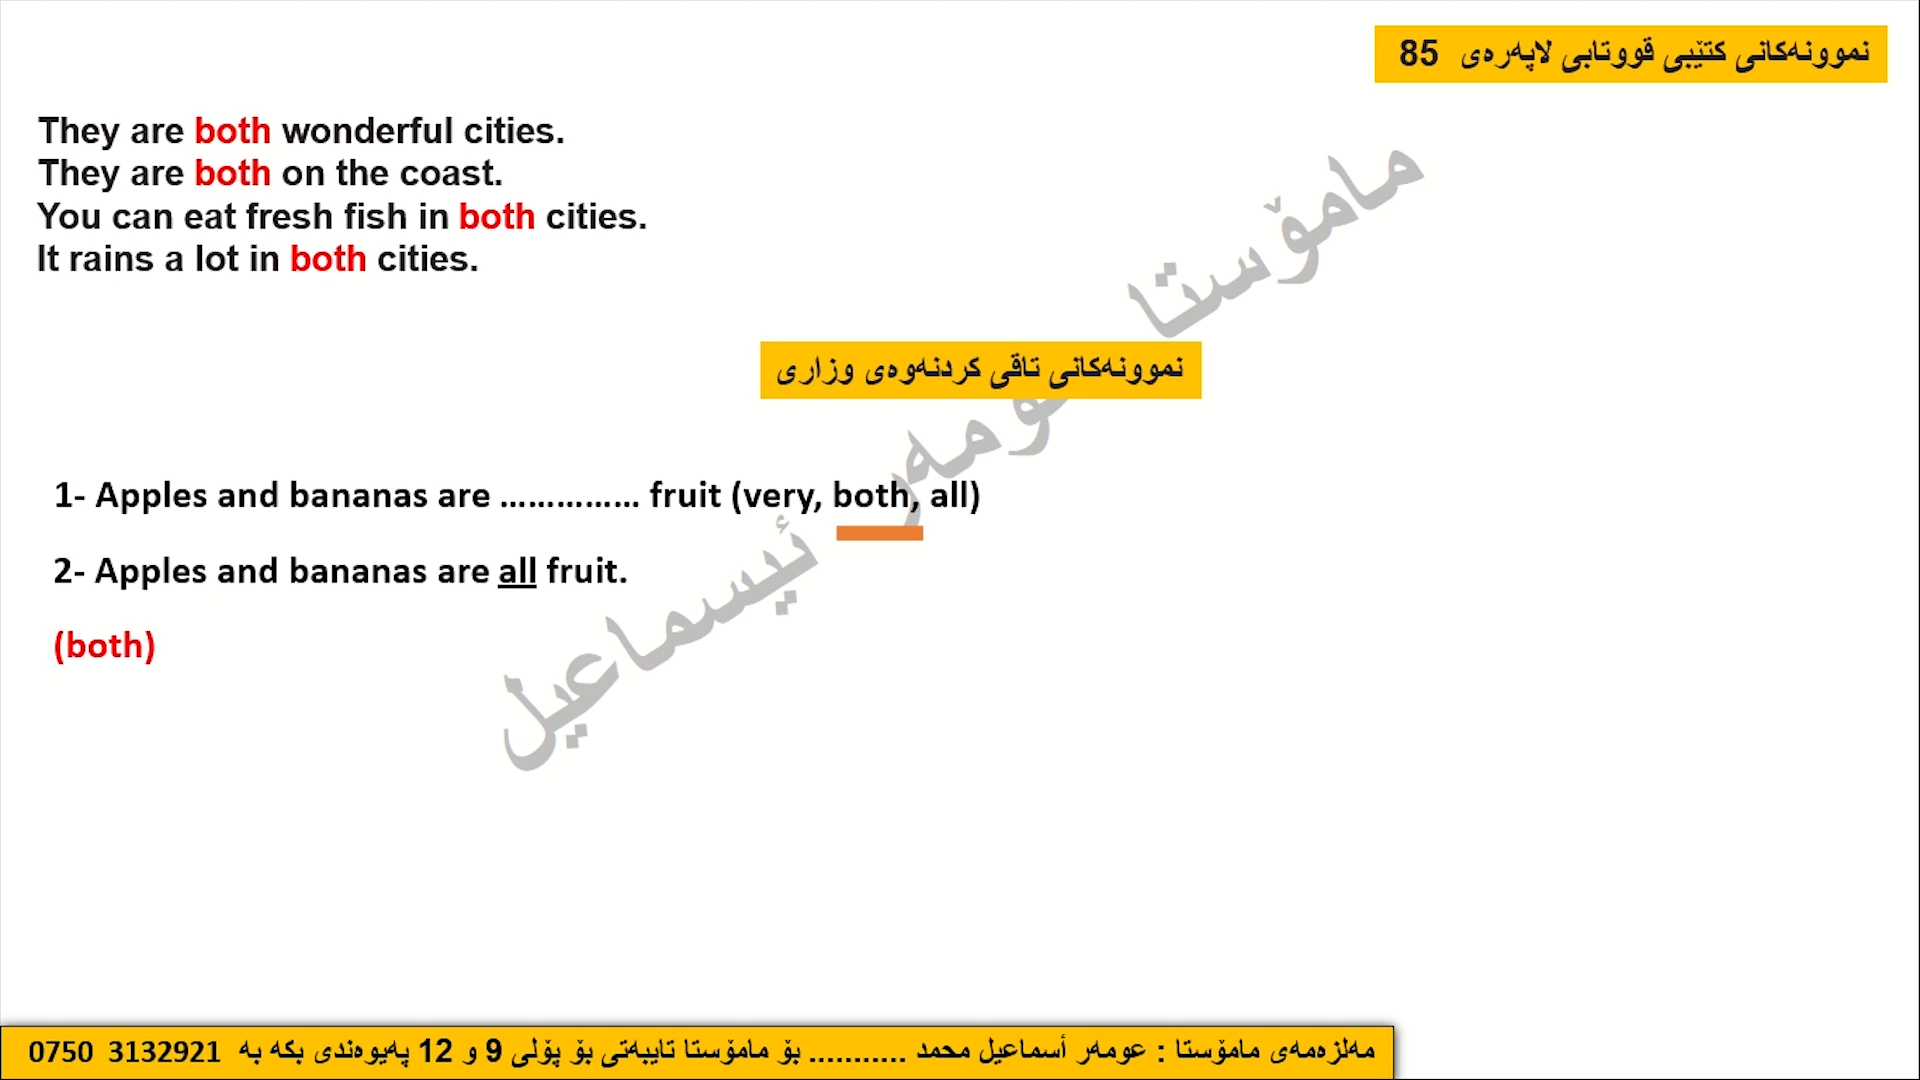 نموونەکانی کتێبی قووتابی لاپەرەی 85
They are both wonderful cities.
They are both on the coast.
You can eat fresh fish in both cities.
It rains a lot in both cities.
نموونەکانی تاقی کردنەوەی وزاری
1- Apples and bananas are ............... fruit (very, both, all)
2- Apples and bananas are all fruit.
(both)
مامۆستا عومەر ئیسماعیل
مەلزەمەی مامۆستا : عومەر أسماعیل محمد ........... بۆ مامۆستا تایبەتی بۆ پۆلی 9 و 12 پەیوەندی بکە بە 3132921 0750